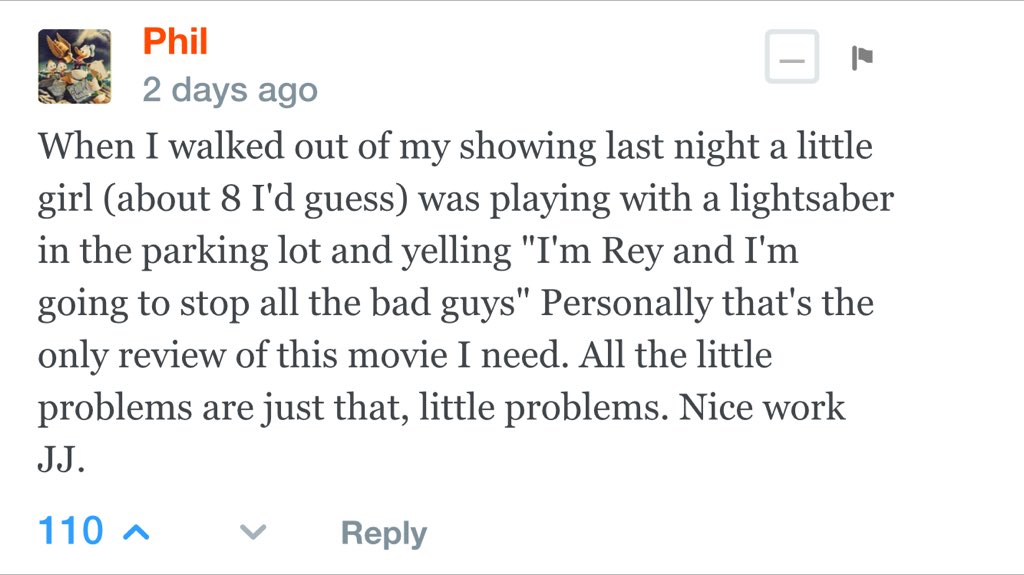 Phil
2 days ago
When I walked out of my showing last night a little
girl (about 8 I'd guess) was playing with a lightsaber
in the parking lot and yelling "I'm Rey and I'm
going to stop all the bad guys" Personally that's the
only review of this movie I need. All the little
problems are just that, little problems. Nice work
JJ.
110
Reply